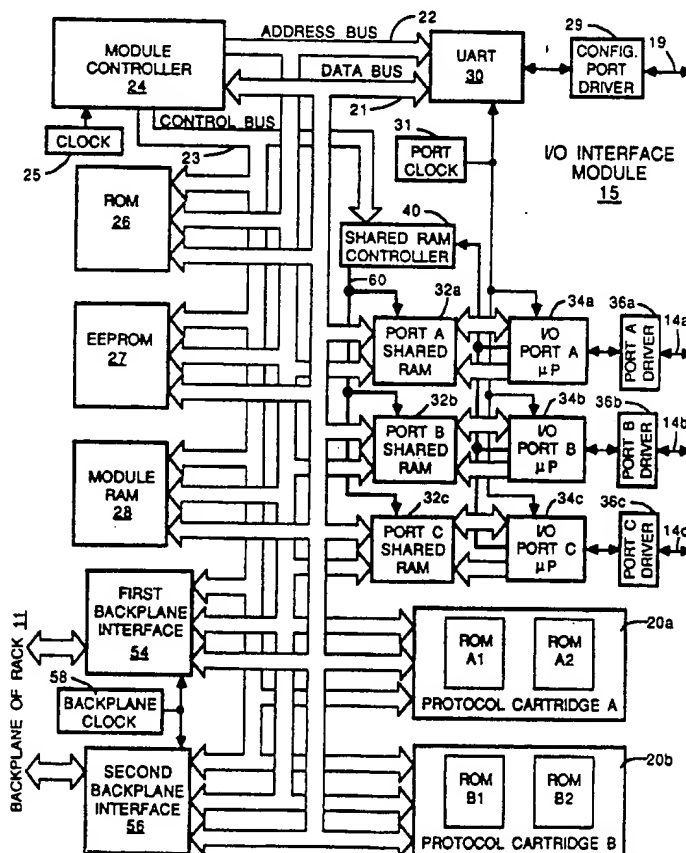 ADDRESS BUS
22
MODULE
CONTROLLER
24
UART
30
29
CONFIG.
PORT
DRIVER
19
DATA BUS
21
CONTROL BUS
23
CLOCK
25
31
PORT
CLOCK
I/O INTERFACE
MODULE
15
ROM
26
40
SHARED RAM
CONTROLLER
60
32a
34a
36a
14a
PORT A
SHARED
RAM
I/O
PORT A
µP
PORT A
DRIVER
EEPROM
27
32b
34b
36b
14b
PORT B
SHARED
RAM
I/O
PORT B
µP
PORT B
DRIVER
MODULE
RAM
28
32c
34c
36c
14c
PORT C
SHARED
RAM
I/O
PORT C
µP
PORT C
DRIVER
FIRST
BACKPLANE
INTERFACE
54
20a
ROM
A1
ROM
A2
PROTOCOL CARTRIDGE A
BACKPLANE OF RACK 11
58
BACKPLANE
CLOCK
SECOND
BACKPLANE
INTERFACE
56
20b
ROM
B1
ROM
B2
PROTOCOL CARTRIDGE B